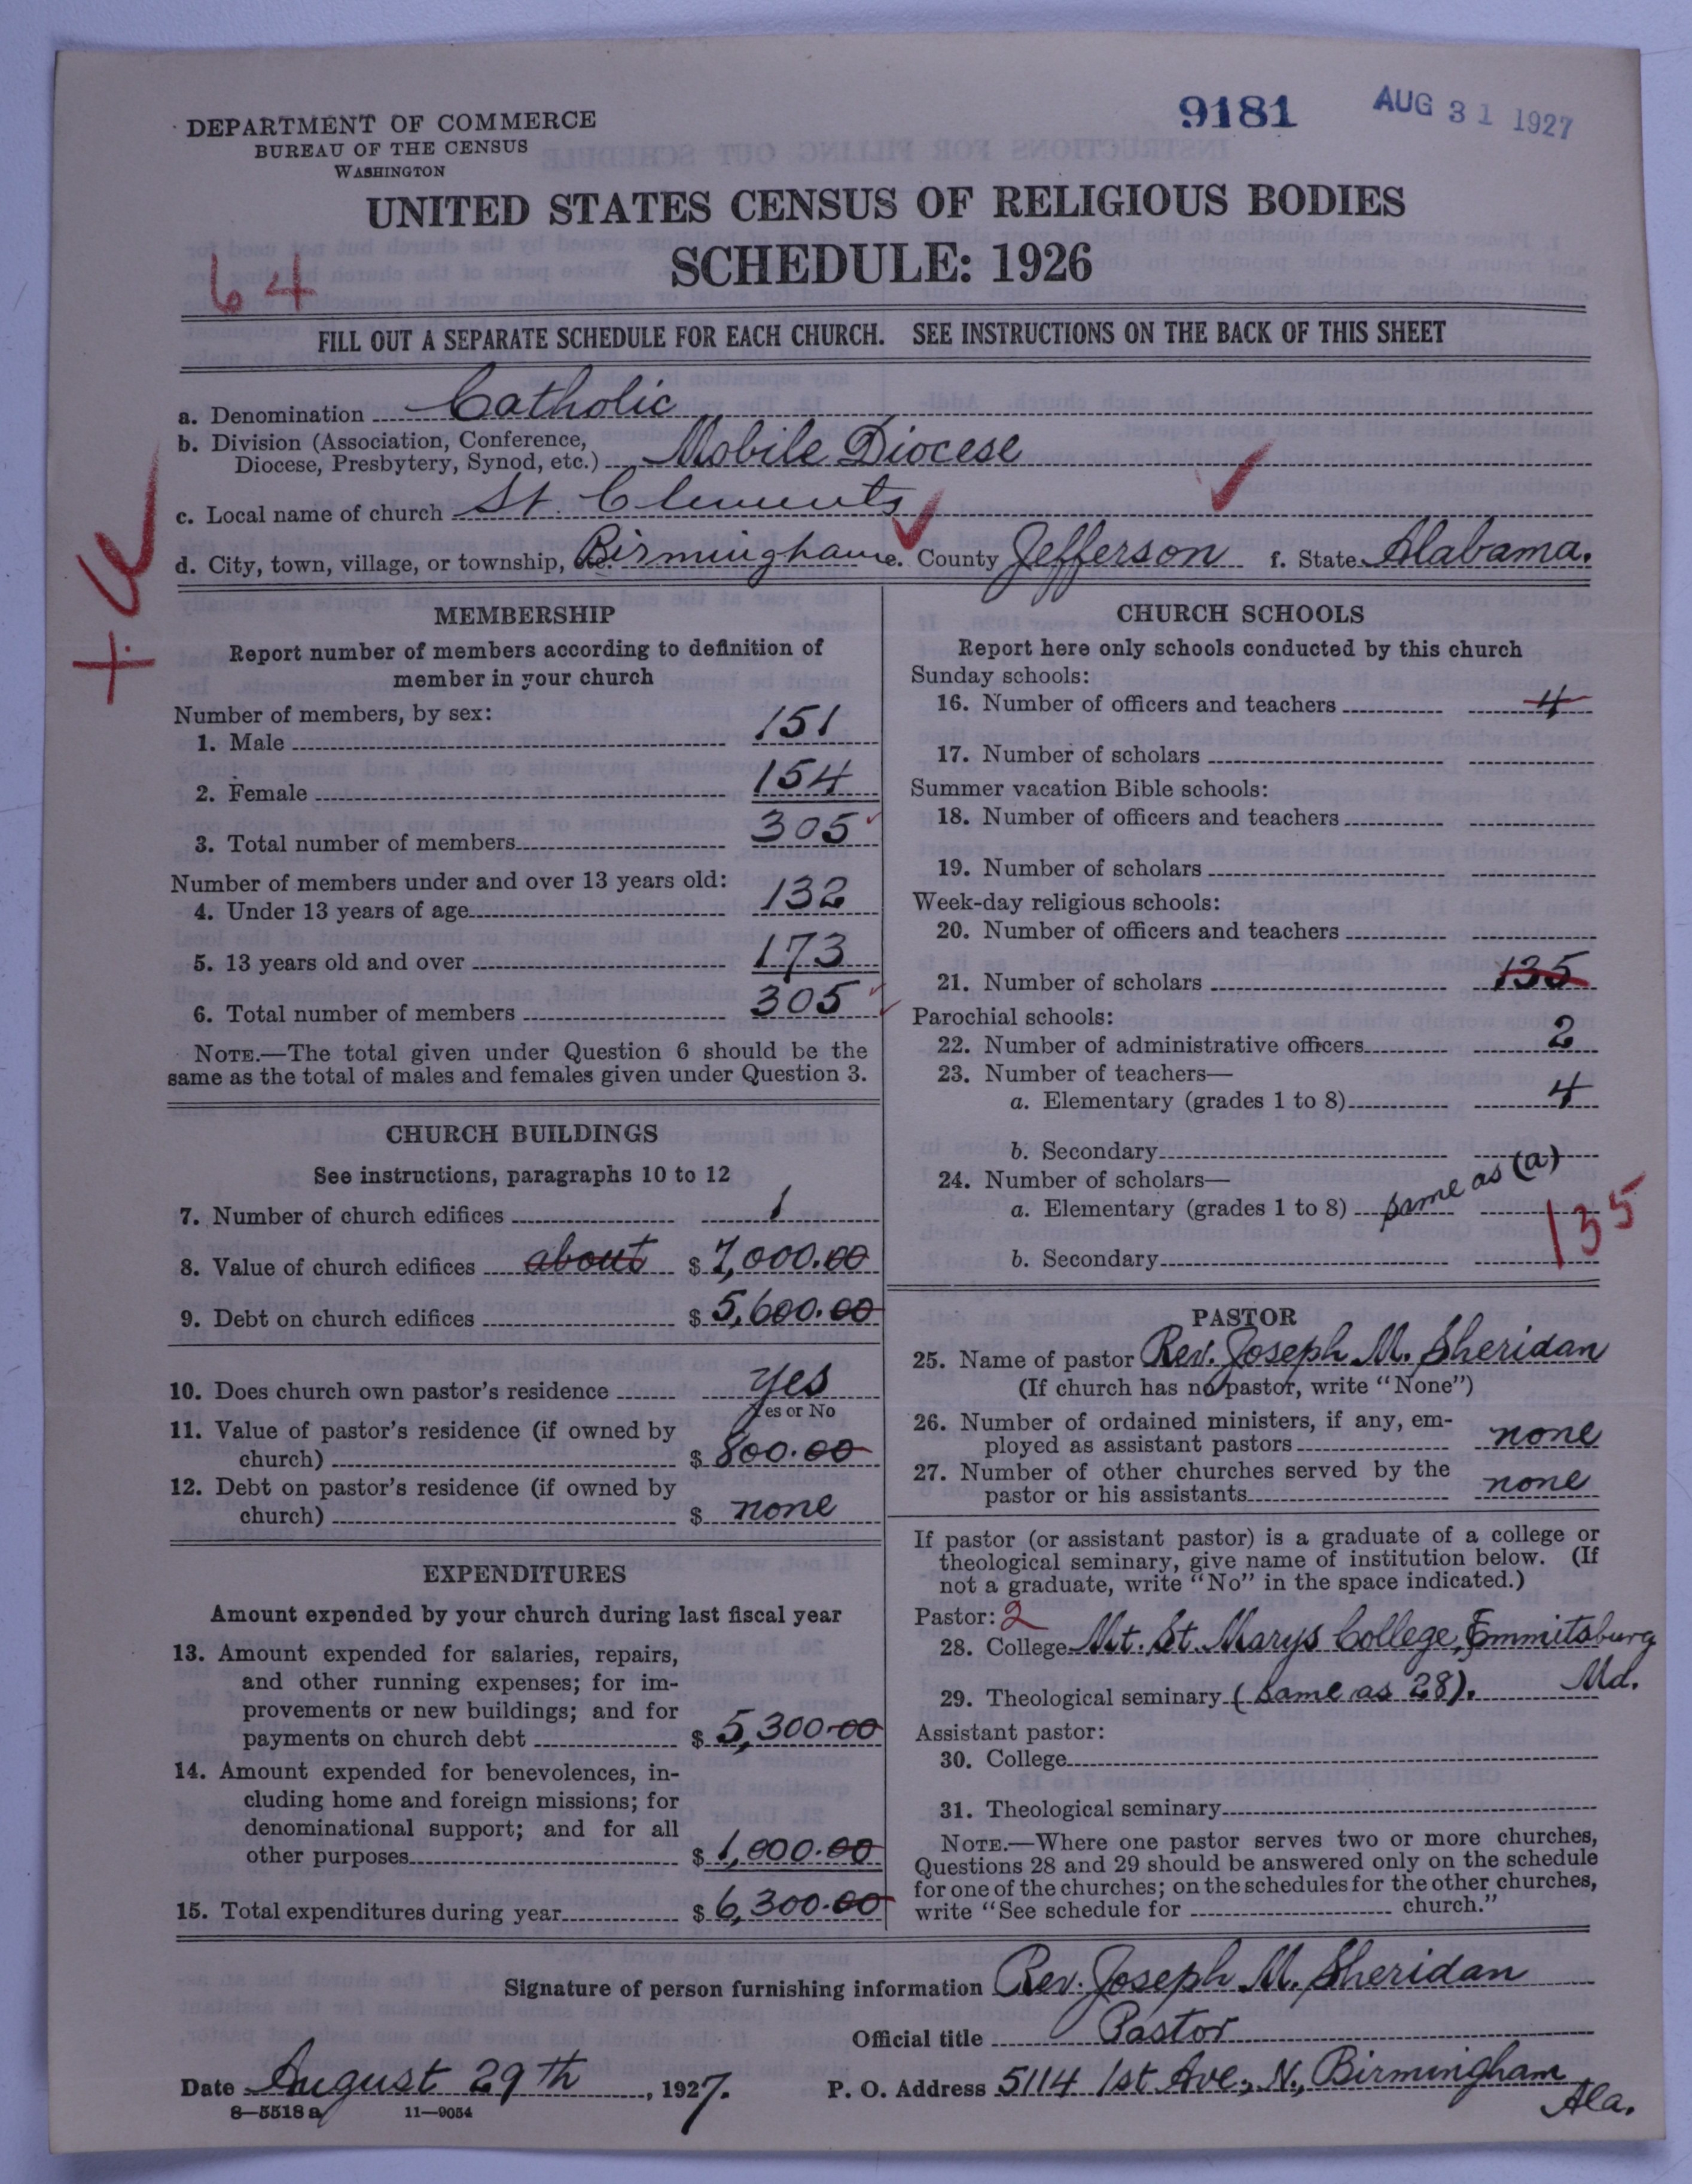 9181 AUG 31 1927
DEPARTMENT OF COMMERCE
BUREAU OF THE CENSUS
WASHINGTON
UNITED STATES CENSUS OF RELIGIOUS BODIES
SCHEDULE: 1926
64
FILL OUT A SEPARATE SCHEDULE FOR EACH CHURCH. SEE INSTRUCTIONS ON THE BACK OF THIS SHEET
a. Denomination Catholic
b. Division (Association, Conference,
Diocese, Presbytery, Synod, etc.) Mobile Diocese
c. Local name of church St. Clements
d. City, town, village, or township, etc. Birmingham e. County Jefferson f. State Alabama.
MEMBERSHIP
Report number of members according to definition of
member in your church
Number of members, by sex:
1. Male 151
2. Female 154
3. Total number of members 305
Number of members under and over 13 years old:
4. Under 13 years of age 132
5. 13 years old and over 173
6. Total number of members 305
NOTE.—The total given under Question 6 should be the
same as the total of males and females given under Question 3.
CHURCH BUILDINGS
See instructions, paragraphs 10 to 12
7. Number of church edifices 1
8. Value of church edifices about $ 7,000.00
9. Debt on church edifices $ 5,600.00
10. Does church own pastor's residence Yes
Yes or No
11. Value of pastor's residence (if owned by
church) $ 800.00
12. Debt on pastor's residence (if owned by
church) $ none
EXPENDITURES
Amount expended by your church during last fiscal year
13. Amount expended for salaries, repairs,
and other running expenses; for im-
provements or new buildings; and for
payments on church debt $ 5,300.00
14. Amount expended for benevolences, in-
cluding home and foreign missions; for
denominational support; and for all
other purposes $ 1,000.00
15. Total expenditures during year $ 6,300.00
CHURCH SCHOOLS
Report here only schools conducted by this church
Sunday schools:
16. Number of officers and teachers 4
17. Number of scholars
Summer vacation Bible schools:
18. Number of officers and teachers
19. Number of scholars
Week-day religious schools:
20. Number of officers and teachers
21. Number of scholars 135
Parochial schools:
22. Number of administrative officers 2
23. Number of teachers—
a. Elementary (grades 1 to 8) 4
b. Secondary
24. Number of scholars—
a. Elementary (grades 1 to 8) same as (a) 135
b. Secondary
PASTOR
25. Name of pastor Rev. Joseph M. Sheridan
(If church has no pastor, write "None")
26. Number of ordained ministers, if any, em-
ployed as assistant pastors none
27. Number of other churches served by the
pastor or his assistants none
If pastor (or assistant pastor) is a graduate of a college or
theological seminary, give name of institution below. (If
not a graduate, write "No" in the space indicated.)
Pastor: 2
28. College Mt. St. Marys College, Emmitsburg
Md.
29. Theological seminary (same as 28).
Assistant pastor:
30. College
31. Theological seminary
NOTE.—Where one pastor serves two or more churches,
Questions 28 and 29 should be answered only on the schedule
for one of the churches; on the schedules for the other churches,
write "See schedule for church."
Signature of person furnishing information Rev. Joseph M. Sheridan
Official title Pastor
Date August 29th, 1927. P. O. Address 5114 1st Ave., N., Birmingham
Ala.
8—5518 a 11—9054